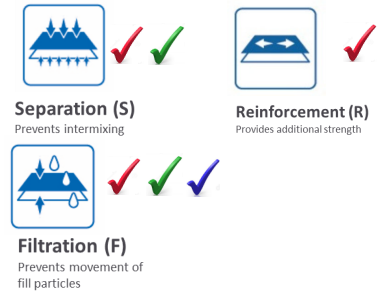 Separation (S)
Prevents intermixing
Reinforcement (R)
Provides additional strength
Filtration (F)
Prevents movement of
fill particles